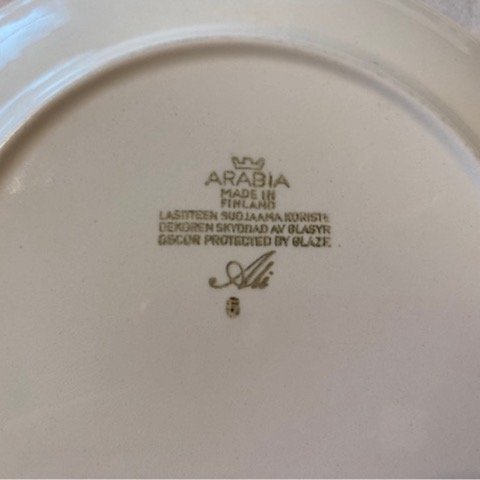 ARABIA
MADE IN
FINLAND
LASITTEEN SUOJAAMA KORISTE
DEKOREN SKYDDAD AV GLASYR
DECOR PROTECTED BY GLAZE
Ali